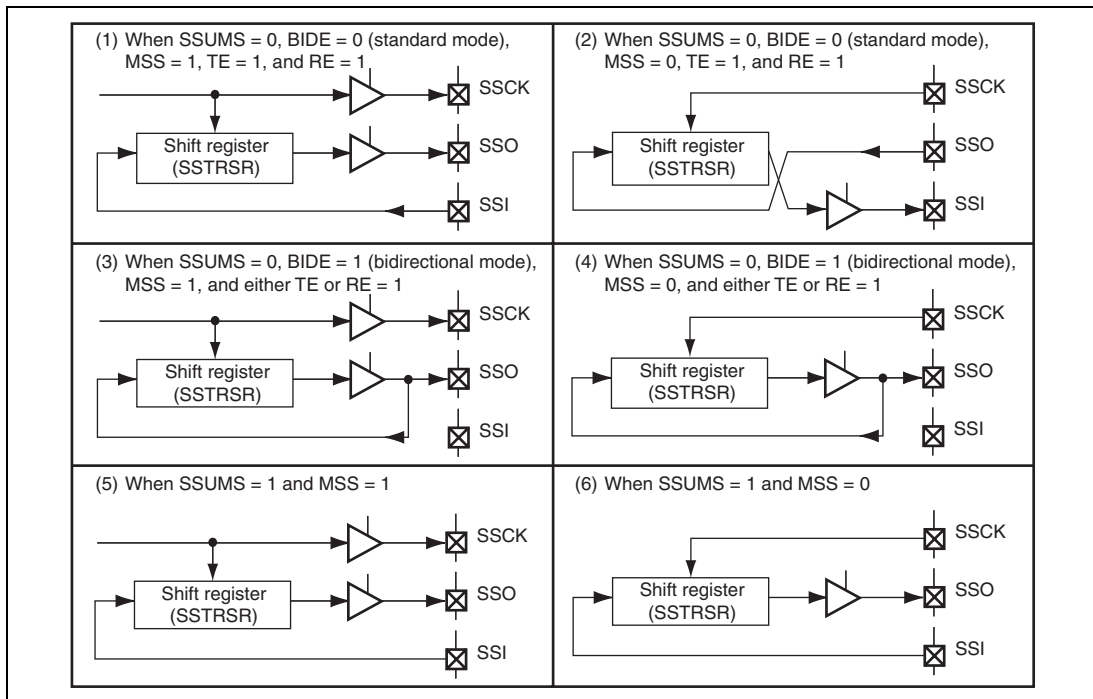 (1) When SSUMS = 0, BIDE = 0 (standard mode),
MSS = 1, TE = 1, and RE = 1
SSCK
Shift register
(SSTRSR)
SSO
SSI
(2) When SSUMS = 0, BIDE = 0 (standard mode),
MSS = 0, TE = 1, and RE = 1
SSCK
Shift register
(SSTRSR)
SSO
SSI
(3) When SSUMS = 0, BIDE = 1 (bidirectional mode),
MSS = 1, and either TE or RE = 1
SSCK
Shift register
(SSTRSR)
SSO
SSI
(4) When SSUMS = 0, BIDE = 1 (bidirectional mode),
MSS = 0, and either TE or RE = 1
SSCK
Shift register
(SSTRSR)
SSO
SSI
(5) When SSUMS = 1 and MSS = 1
SSCK
Shift register
(SSTRSR)
SSO
SSI
(6) When SSUMS = 1 and MSS = 0
SSCK
Shift register
(SSTRSR)
SSO
SSI